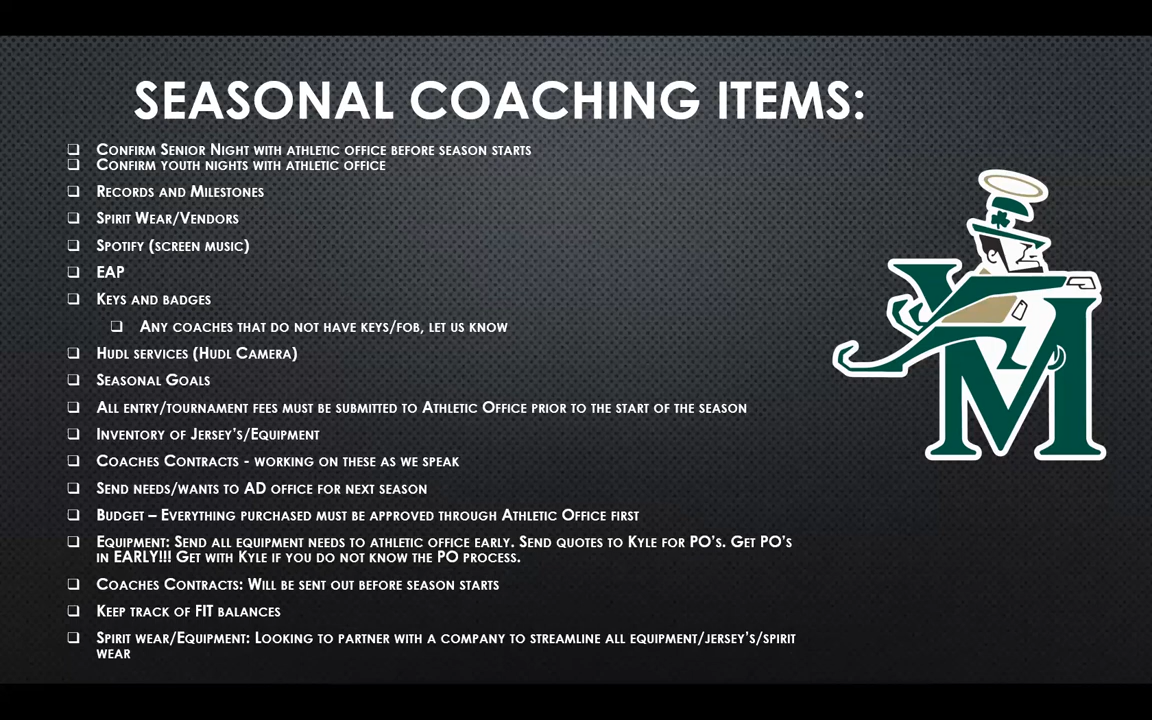 SEASONAL COACHING ITEMS:
Confirm Senior Night with athletic office before season starts
Confirm youth nights with athletic office
Records and Milestones
Spirit Wear/Vendors
Spotify (screen music)
EAP
Keys and badges
Any coaches that do not have keys/fob, let us know
Hudl services (Hudl Camera)
Seasonal Goals
All entry/tournament fees must be submitted to Athletic Office prior to the start of the season
Inventory of Jersey's/Equipment
Coaches Contracts - working on these as we speak
Send needs/wants to AD office for next season
Budget – Everything purchased must be approved through Athletic Office first
Equipment: Send all equipment needs to athletic office early. Send quotes to Kyle for PO's. Get PO's
in EARLY!!! Get with Kyle if you do not know the PO process.
Coaches Contracts: Will be sent out before season starts
Keep track of FIT balances
Spirit wear/Equipment: Looking to partner with a company to streamline all equipment/jersey's/spirit
wear
V M